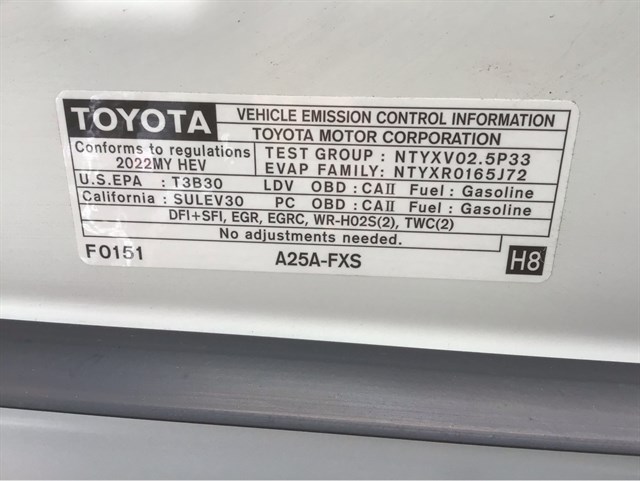 TOYOTA
VEHICLE EMISSION CONTROL INFORMATION
TOYOTA MOTOR CORPORATION
Conforms to regulations
2022MY HEV
TEST GROUP : NTYXV02.5P33
EVAP FAMILY: NTYXR0165J72
U.S.EPA : T3B30 LDV OBD : CAII Fuel : Gasoline
California : SULEV30 PC OBD : CAII Fuel : Gasoline
DFI+SFI, EGR, EGRC, WR-HO2S(2), TWC(2)
No adjustments needed.
F0151 A25A-FXS H8